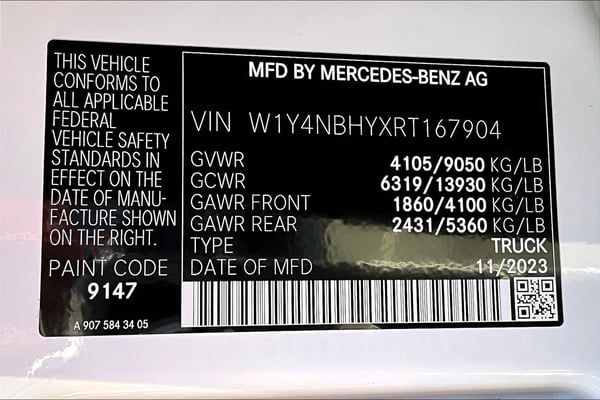 THIS VEHICLE
CONFORMS TO
ALL APPLICABLE
FEDERAL
VEHICLE SAFETY
STANDARDS IN
EFFECT ON THE
DATE OF MANU-
FACTURE SHOWN
ON THE RIGHT.
PAINT CODE
9147
A 907 584 34 05
MFD BY MERCEDES-BENZ AG
VIN W1Y4NBHYXRT167904
GVWR 4105/9050 KG/LB
GCWR 6319/13930 KG/LB
GAWR FRONT 1860/4100 KG/LB
GAWR REAR 2431/5360 KG/LB
TYPE TRUCK
DATE OF MFD 11/2023